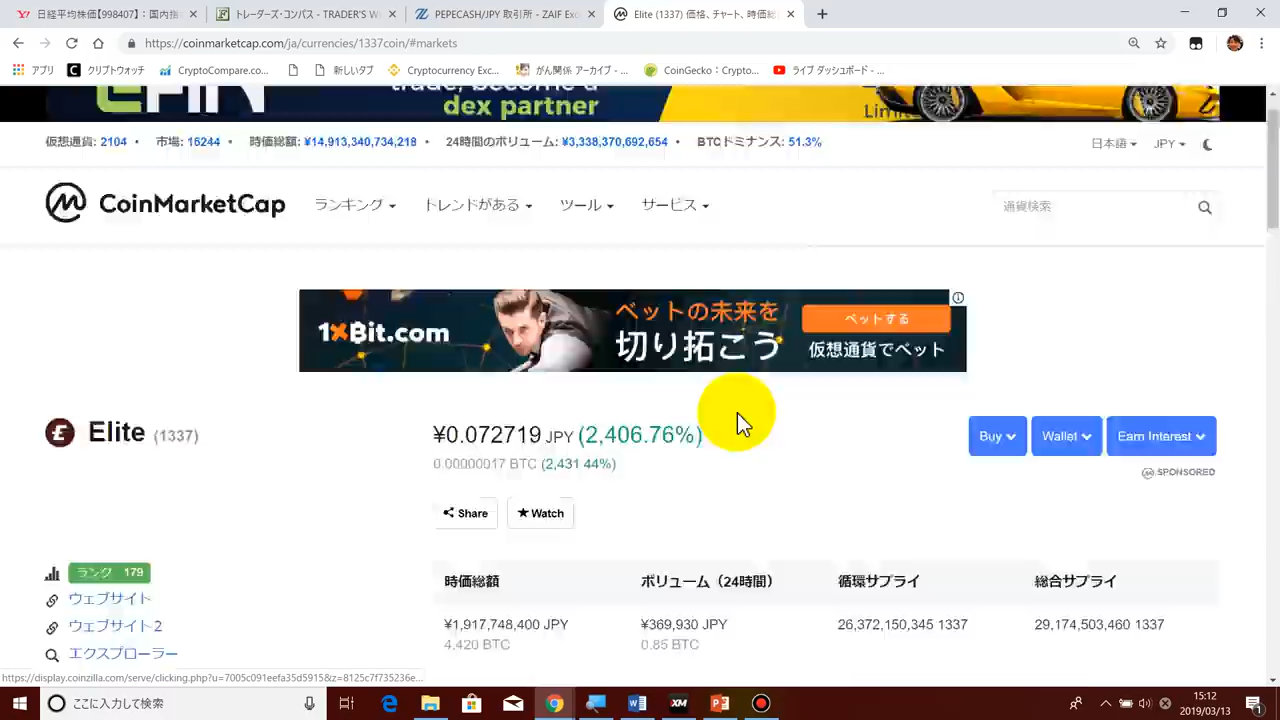 日経平均株価【998407】：国内指
トレーダーズ・コンパス - TRADER'S W
PEPECASH/JPY 取引所 - ZAIF Exc
Elite (1337) 価格、チャート、時価総
https://coinmarketcap.com/ja/currencies/1337coin/#markets
アプリ
クリプトウォッチ
CryptoCompare.co...
新しいタブ
Cryptocurrency Exc...
がん関係 アーカイブ - ...
CoinGecko：Crypto...
ライブ ダッシュボード - ...
trade, become a
dex partner
仮想通貨: 2104 • 市場: 16244 • 時価総額: ¥14,913,340,734,218 • 24時間のボリューム: ¥3,338,370,692,654 • BTCドミナンス: 51.3%
日本語 JPY
CoinMarketCap
ランキング トレンドがある ツール サービス
通貨検索
1XBit.com
ベットの未来を
切り拓こう
ベットする
仮想通貨でベット
Elite (1337)
¥0.072719 JPY (2,406.76%)
0.00000017 BTC (2,431.44%)
Buy
Wallet
Earn Interest
SPONSORED
Share
Watch
ランク 179
ウェブサイト
ウェブサイト2
エクスプローラー
時価総額 ボリューム（24時間） 循環サプライ 総合サプライ
¥1,917,748,400 JPY ¥369,930 JPY 26,372,150,345 1337 29,174,503,460 1337
4,420 BTC 0.85 BTC
https://display.coinzilla.com/serve/clicking.php?u=7005c091eefa35d5915&z=8125c7f735236e...
ここに入力して検索
15:12
2019/03/13